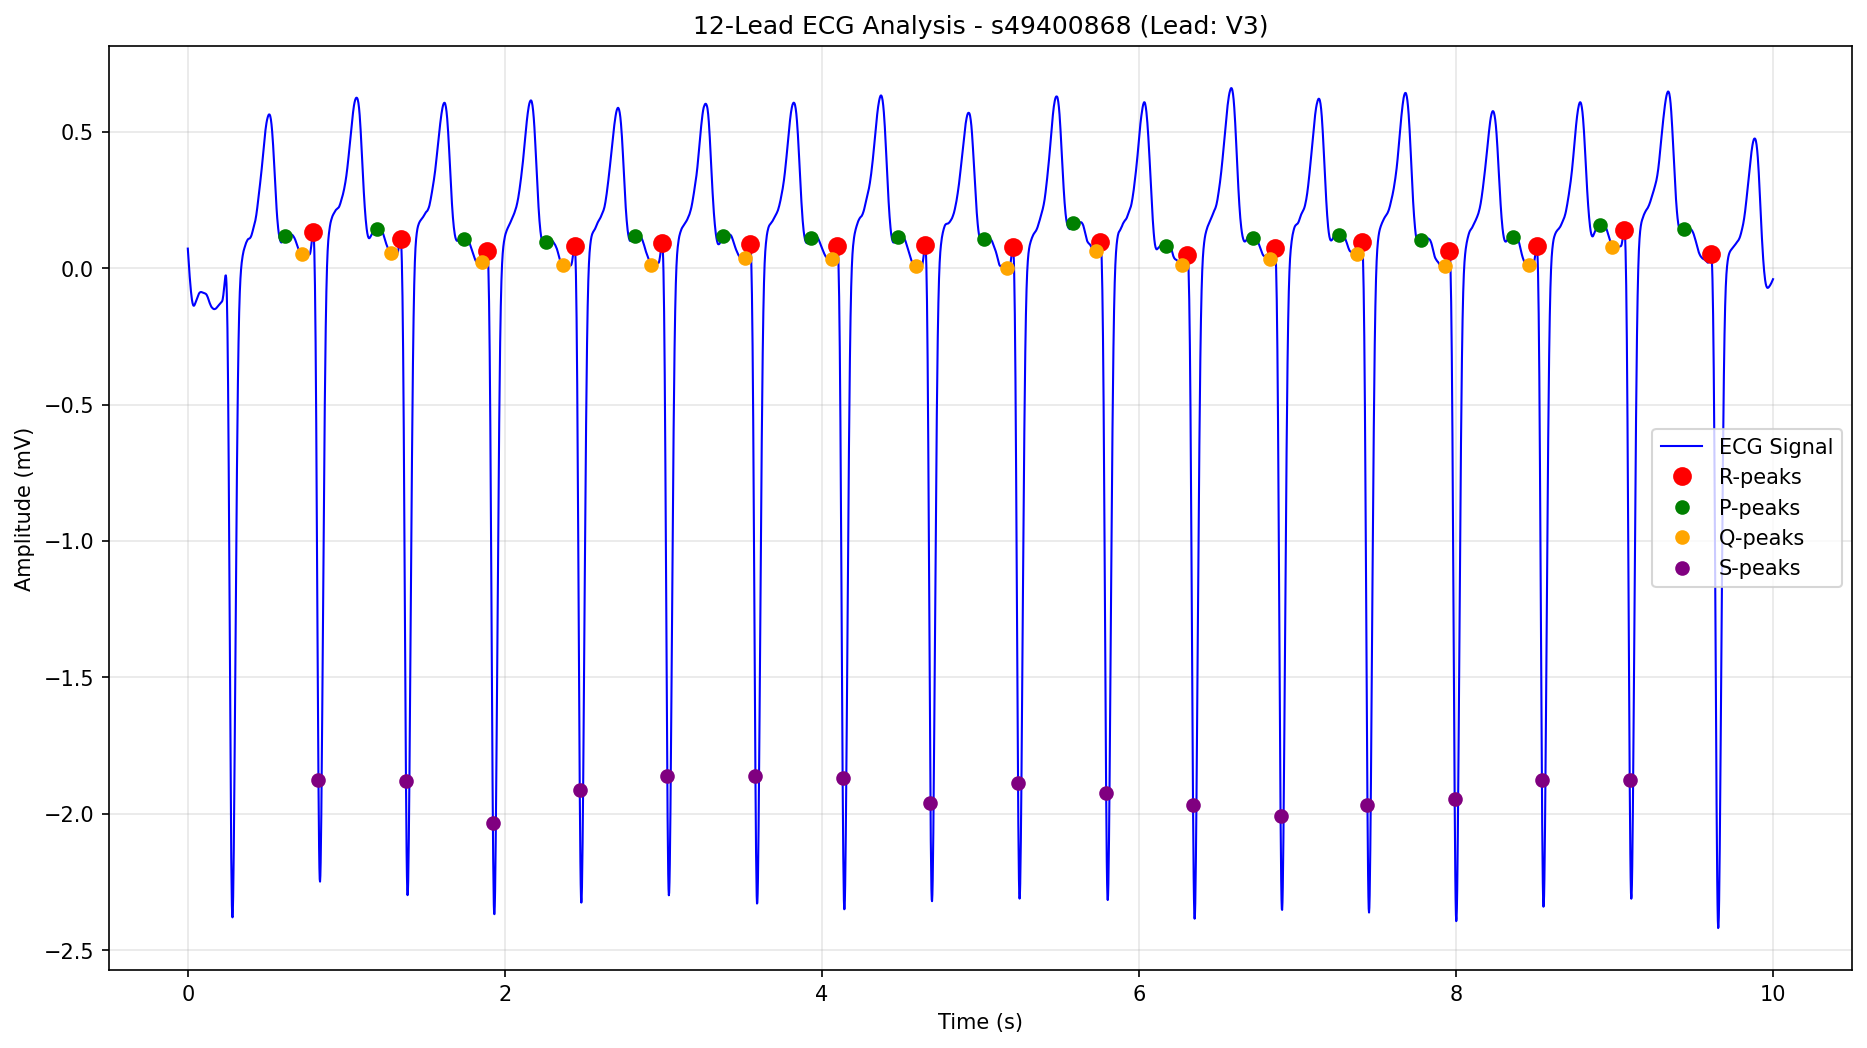 12-Lead ECG Analysis - s49400868 (Lead: V3)
Amplitude (mV)
0.5
0.0
−0.5
−1.0
−1.5
−2.0
−2.5
ECG Signal
R-peaks
P-peaks
Q-peaks
S-peaks
0 2 4 6 8 10
Time (s)